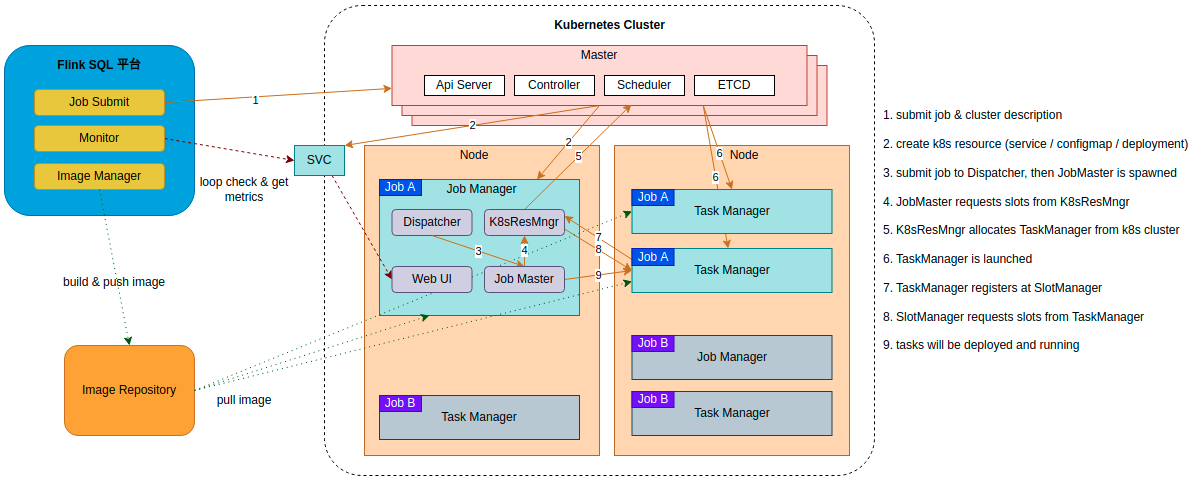 Kubernetes Cluster
Flink SQL 平台
Job Submit
Monitor
Image Manager
Master
Api Server
Controller
Scheduler
ETCD
1
2
SVC
loop check & get
metrics
2
5
6
6
Node
Job A
Job Manager
Dispatcher
K8sResMngr
3
4
Web UI
Job Master
7
8
9
Job B
Task Manager
Node
Job A
Task Manager
Job A
Task Manager
Job B
Job Manager
Job B
Task Manager
build & push image
Image Repository
pull image
1. submit job & cluster description
2. create k8s resource (service / configmap / deployment)
3. submit job to Dispatcher, then JobMaster is spawned
4. JobMaster requests slots from K8sResMngr
5. K8sResMngr allocates TaskManager from k8s cluster
6. TaskManager is launched
7. TaskManager registers at SlotManager
8. SlotManager requests slots from TaskManager
9. tasks will be deployed and running